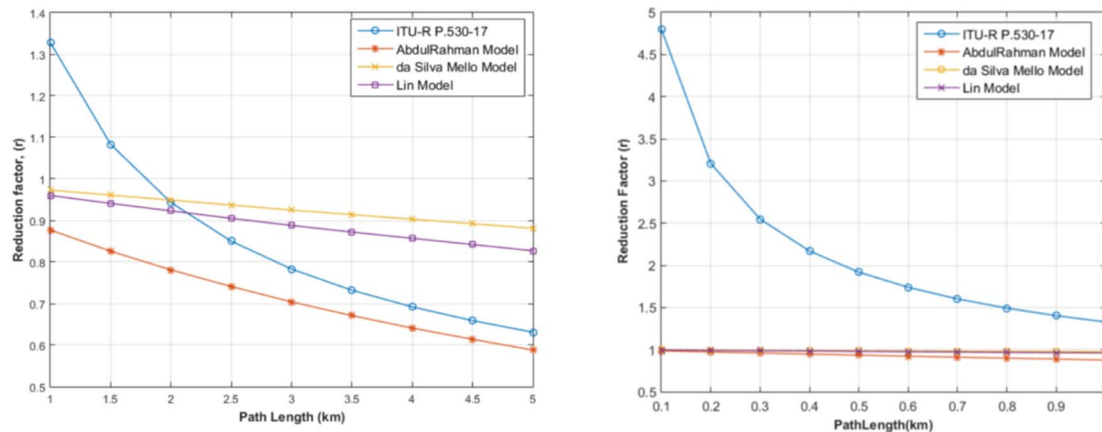 1.4
1.3
1.2
1.1
1
0.9
0.8
0.7
0.6
0.5
Reduction factor, (r)
ITU-R P.530-17
AbdulRahman Model
da Silva Mello Model
Lin Model
1 1.5 2 2.5 3 3.5 4 4.5 5
Path Length (km)
5
4.5
4
3.5
3
2.5
2
1.5
1
0.5
Reduction Factor (r)
ITU-R P.530-17
AbdulRahman Model
da Silva Mello Model
Lin Model
0.1 0.2 0.3 0.4 0.5 0.6 0.7 0.8 0.9
PathLength(km)